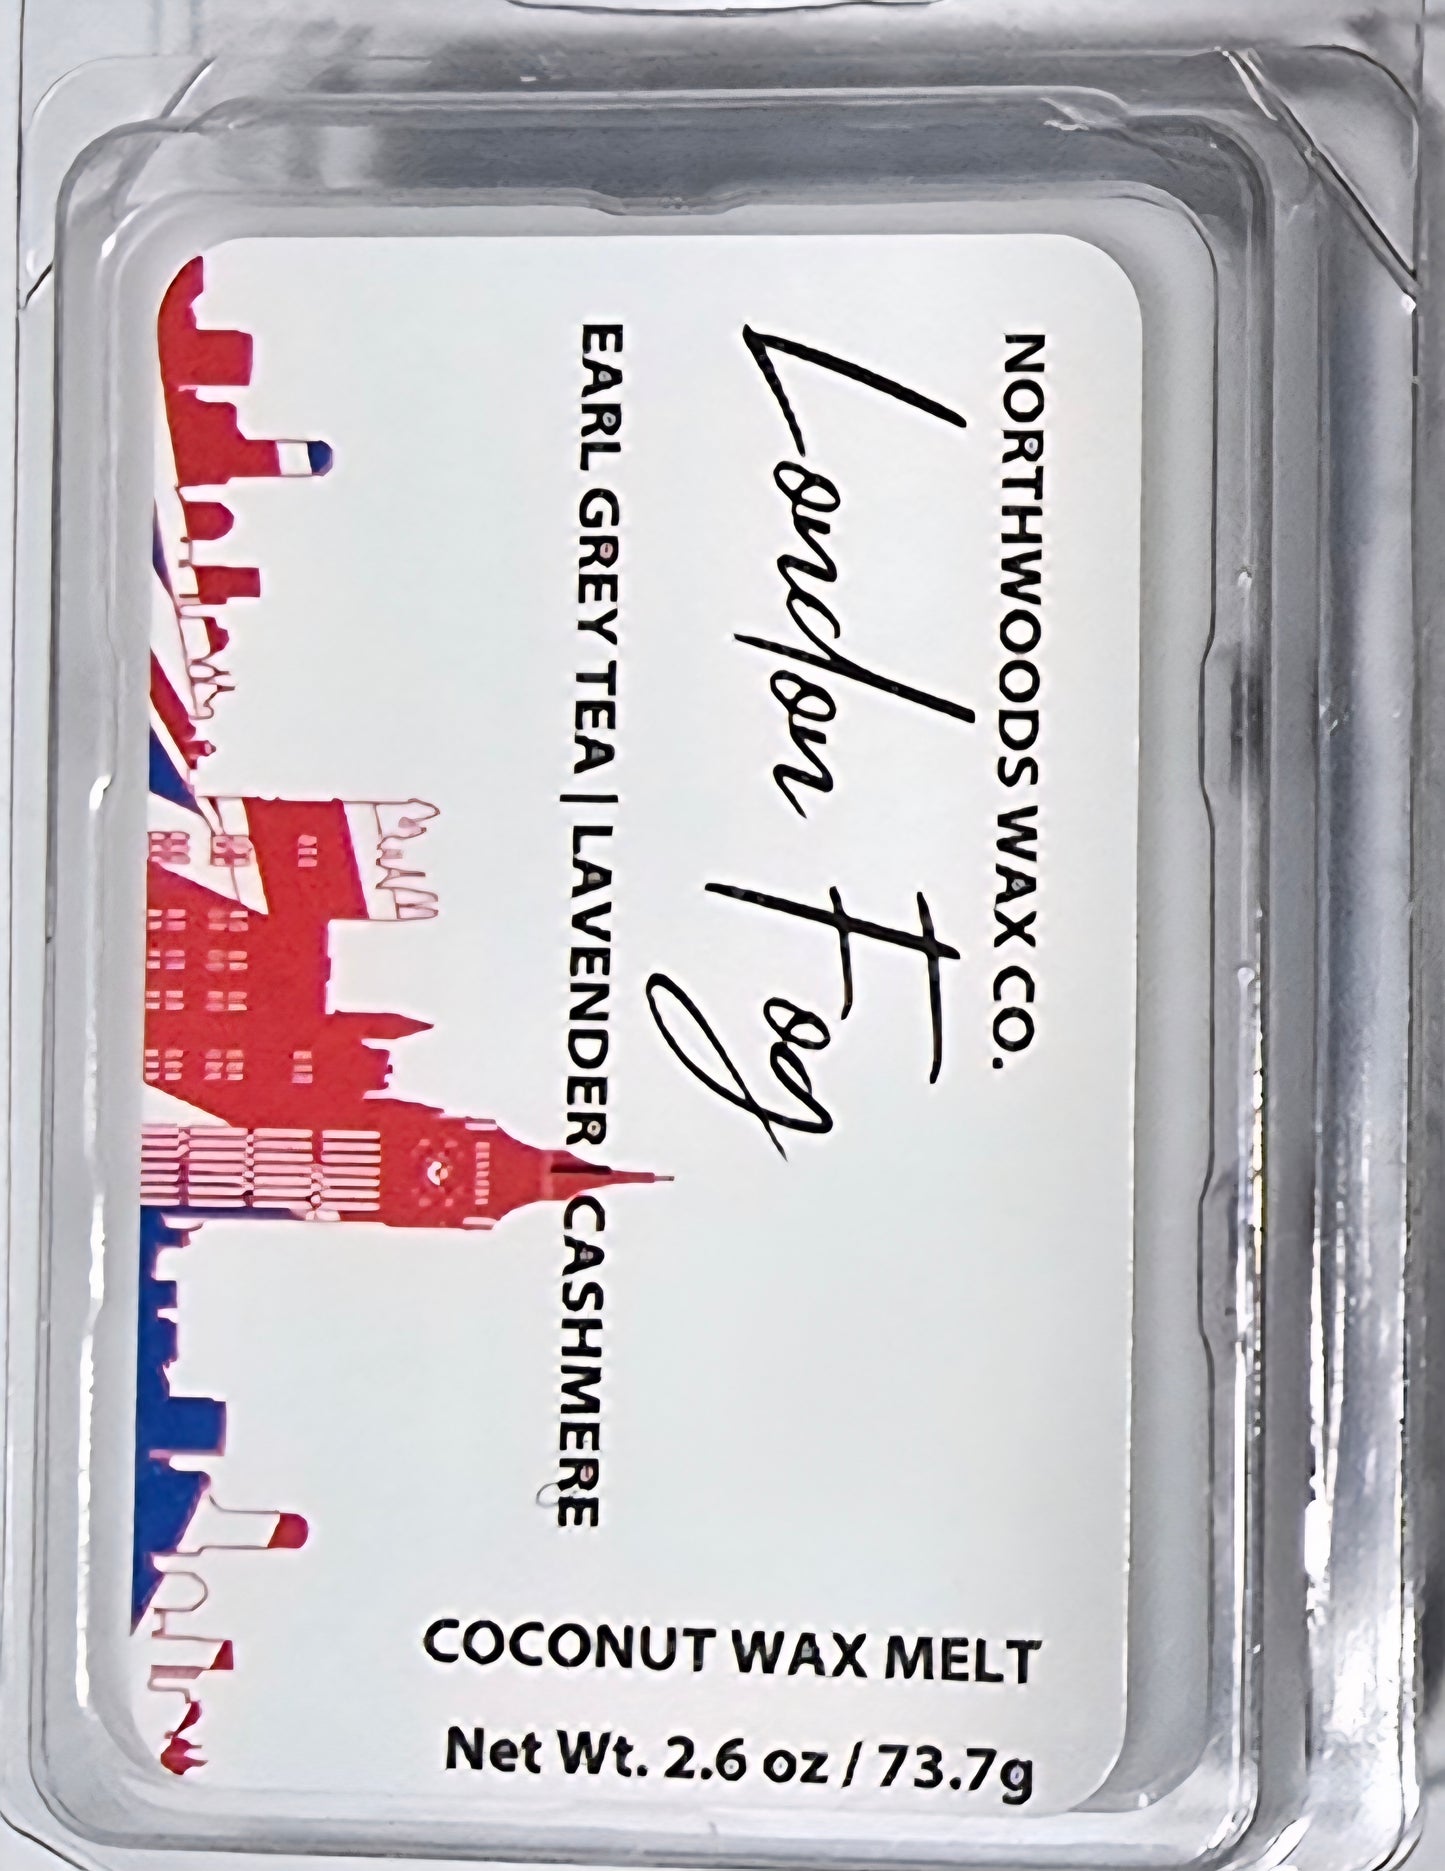 NORTHWOODS WAX CO.
London Fog
EARL GREY TEA | LAVENDER CASHMERE
COCONUT WAX MELT
Net Wt. 2.6 oz / 73.7g